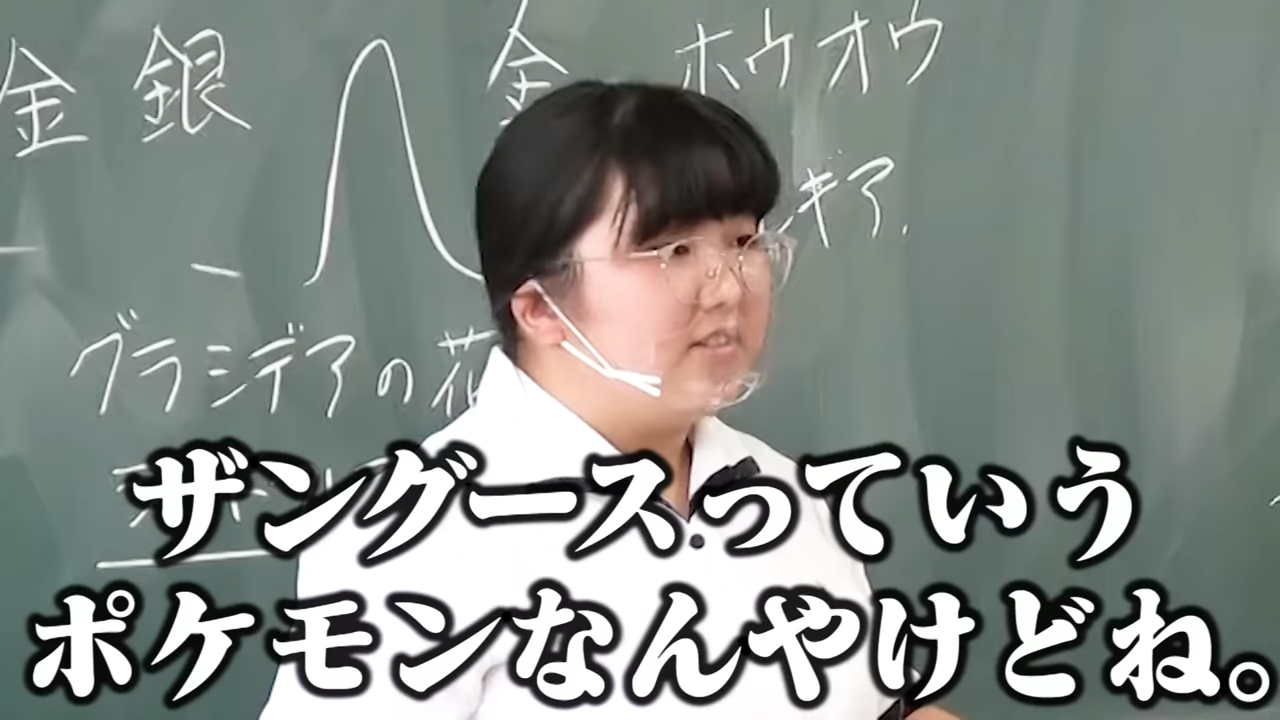 金 銀
金 ホウオウ
ギア.
グラシデアの花
ザングースっていう
ポケモンなんやけどね。